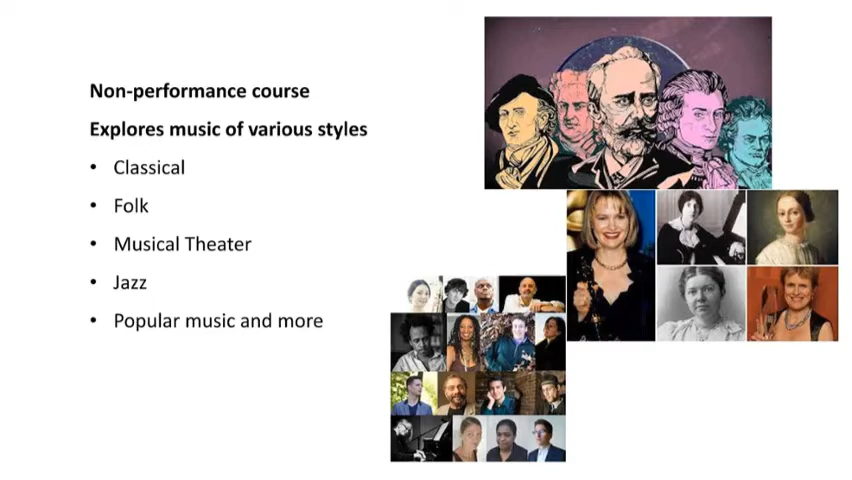 Non-performance course
Explores music of various styles
• Classical
• Folk
• Musical Theater
• Jazz
• Popular music and more